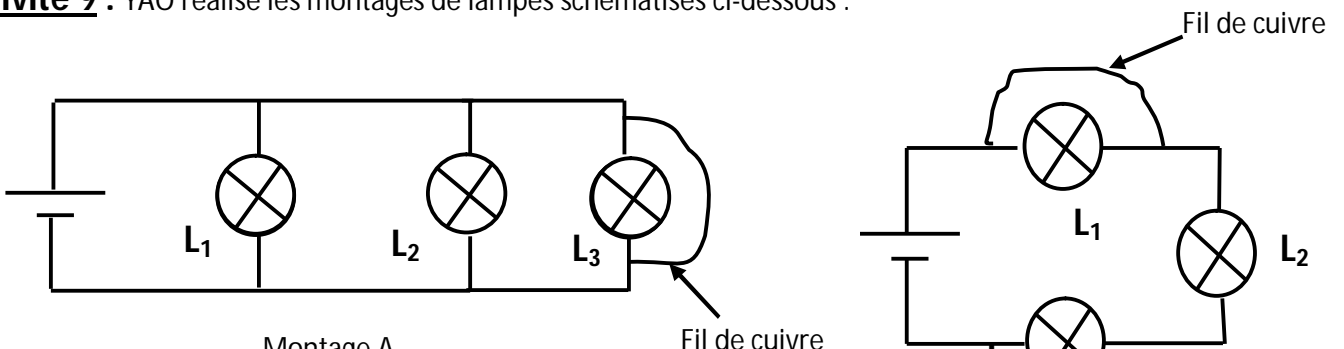 YAO réalise les montages de lampes schématisés ci-dessous :
Fil de cuivre
L1
L2
L3
L1
L2
Fil de cuivre
Montage A